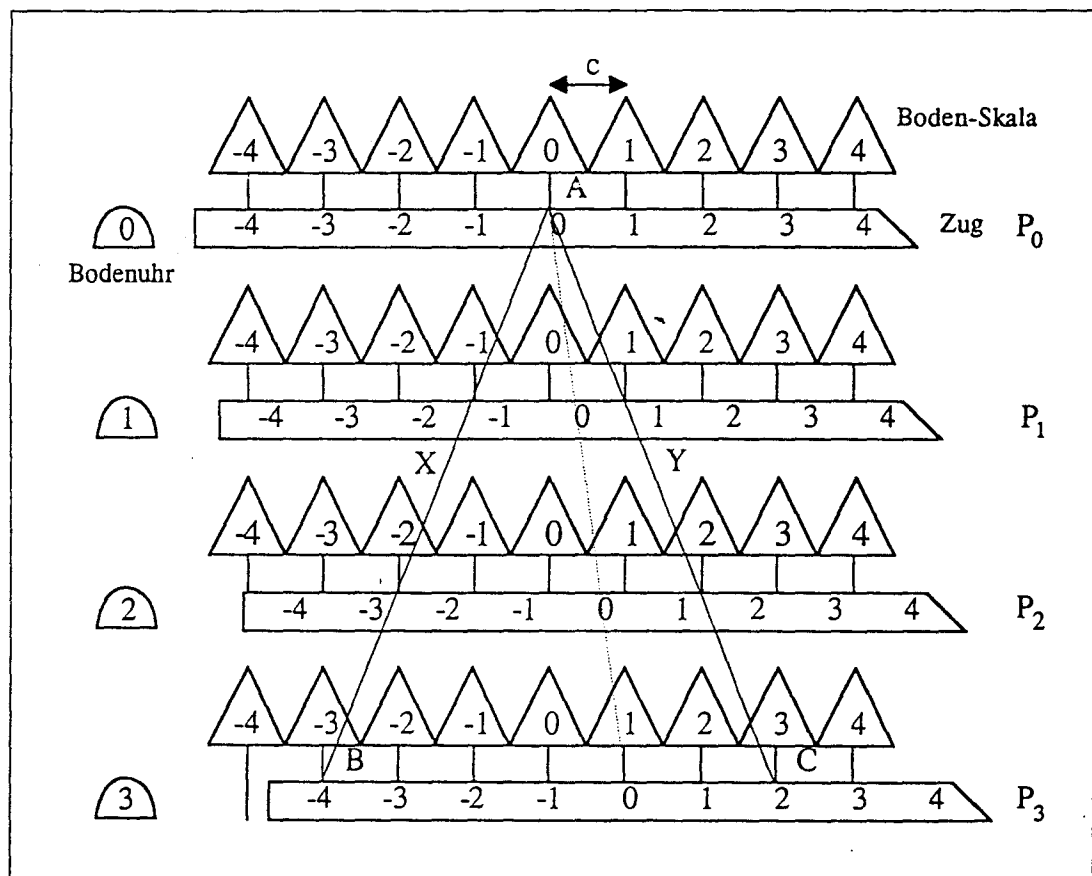 c
Boden-Skala
-4 -3 -2 -1 0 1 2 3 4
A
0 -4 -3 -2 -1 0 1 2 3 4 Zug P0
Bodenuhr
-4 -3 -2 -1 0 1 2 3 4
1 -4 -3 -2 -1 0 1 2 3 4 P1
X Y
-4 -3 -2 -1 0 1 2 3 4
2 -4 -3 -2 -1 0 1 2 3 4 P2
-4 -3 -2 -1 0 1 2 3 4
B C
3 -4 -3 -2 -1 0 1 2 3 4 P3